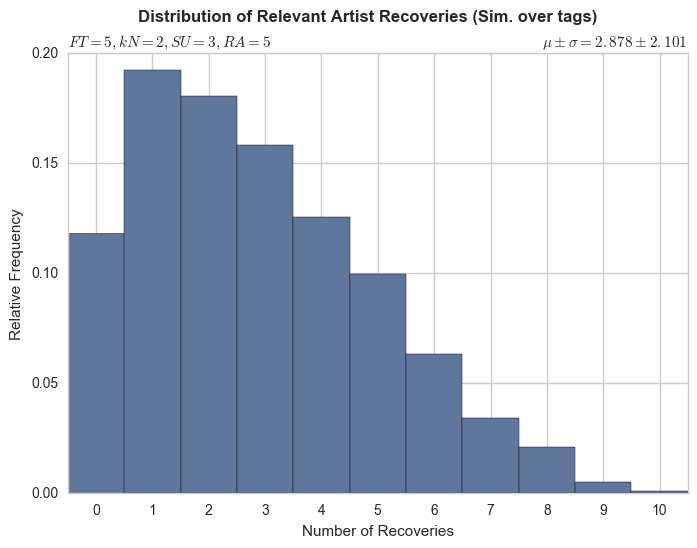 Distribution of Relevant Artist Recoveries (Sim. over tags)
FT = 5, kN = 2, SU = 3, RA = 5
μ ± σ = 2.878 ± 2.101
0.20
0.15
0.10
0.05
0.00
Relative Frequency
0 1 2 3 4 5 6 7 8 9 10
Number of Recoveries